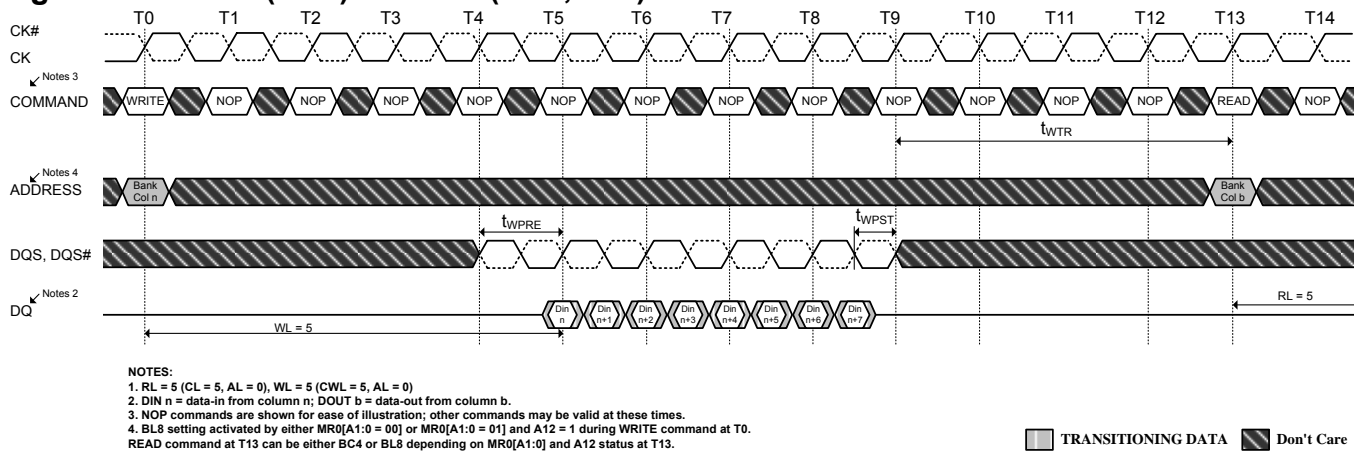 T0 T1 T2 T3 T4 T5 T6 T7 T8 T9 T10 T11 T12 T13 T14
CK#
CK
Notes 3
COMMAND WRITE NOP NOP NOP NOP NOP NOP NOP NOP NOP NOP NOP NOP READ NOP
tWTR
Notes 4
ADDRESS Bank Col n Bank Col b
tWPRE tWPST
DQS, DQS#
Notes 2
DQ Din n Din n+1 Din n+2 Din n+3 Din n+4 Din n+5 Din n+6 Din n+7 RL = 5
WL = 5
NOTES:
1. RL = 5 (CL = 5, AL = 0), WL = 5 (CWL = 5, AL = 0)
2. DIN n = data-in from column n; DOUT b = data-out from column b.
3. NOP commands are shown for ease of illustration; other commands may be valid at these times.
4. BL8 setting activated by either MR0[A1:0 = 00] or MR0[A1:0 = 01] and A12 = 1 during WRITE command at T0.
READ command at T13 can be either BC4 or BL8 depending on MR0[A1:0] and A12 status at T13.
TRANSITIONING DATA Don't Care